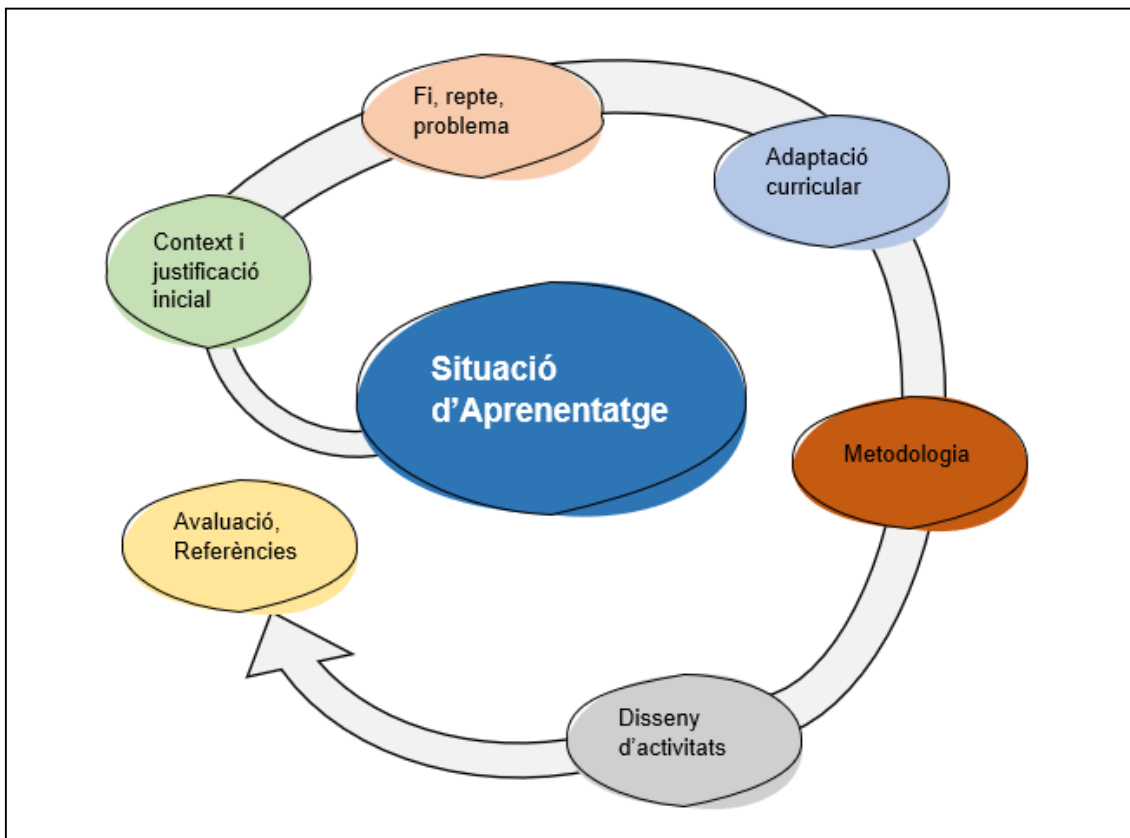 Fi, repte,
problema
Adaptació
curricular
Context i
justificació
inicial
Situació
d'Aprenentatge
Metodologia
Avaluació,
Referències
Disseny
d'activitats